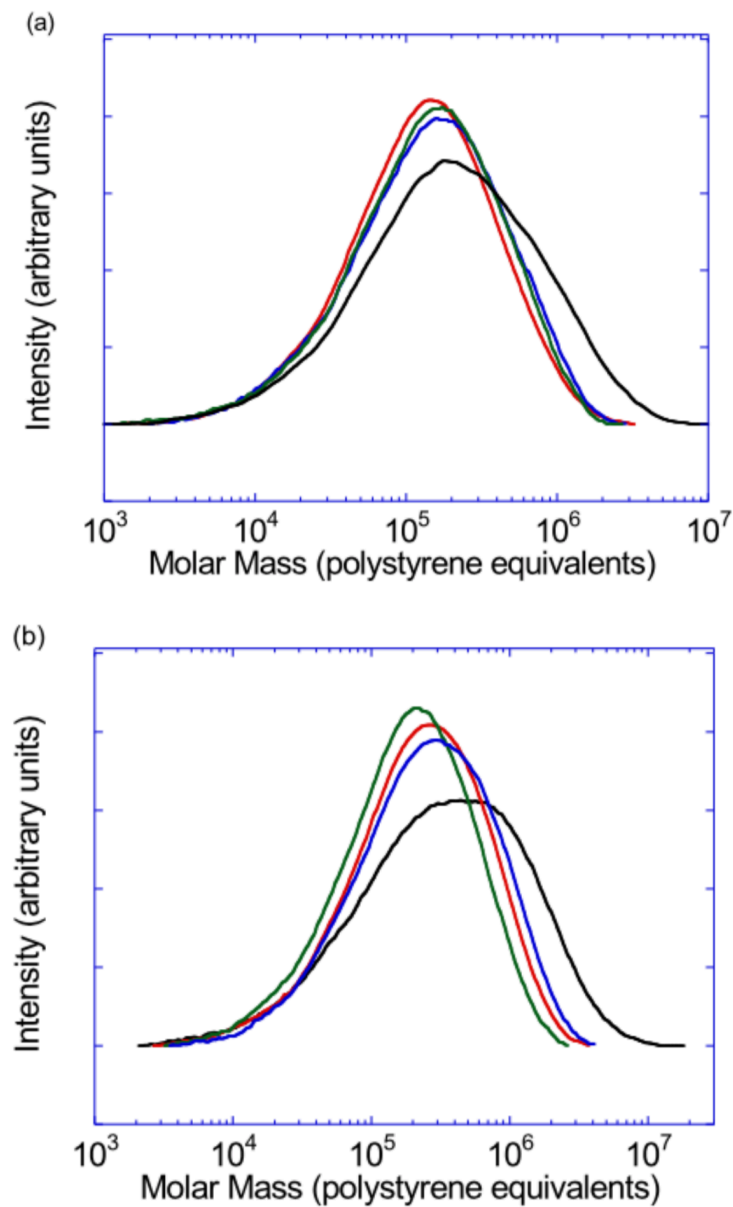 (a)
Intensity (arbitrary units)
10³ 10⁴ 10⁵ 10⁶ 10⁷
Molar Mass (polystyrene equivalents)
(b)
Intensity (arbitrary units)
10³ 10⁴ 10⁵ 10⁶ 10⁷
Molar Mass (polystyrene equivalents)